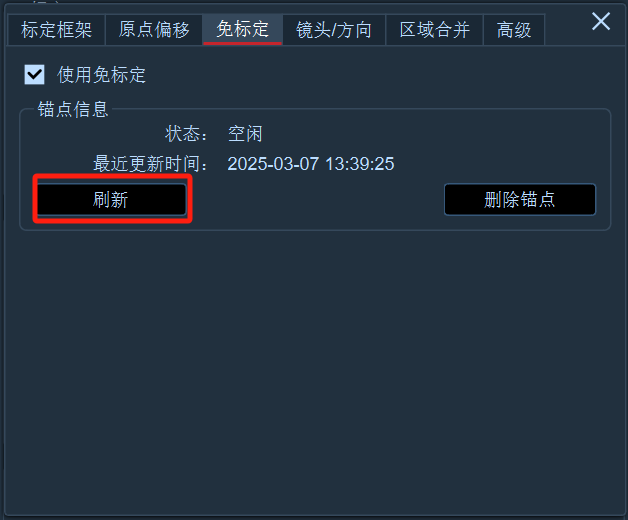 标定框架 原点偏移 免标定 镜头/方向 区域合并 高级
使用免标定
锚点信息
状态： 空闲
最近更新时间： 2025-03-07 13:39:25
刷新 删除锚点